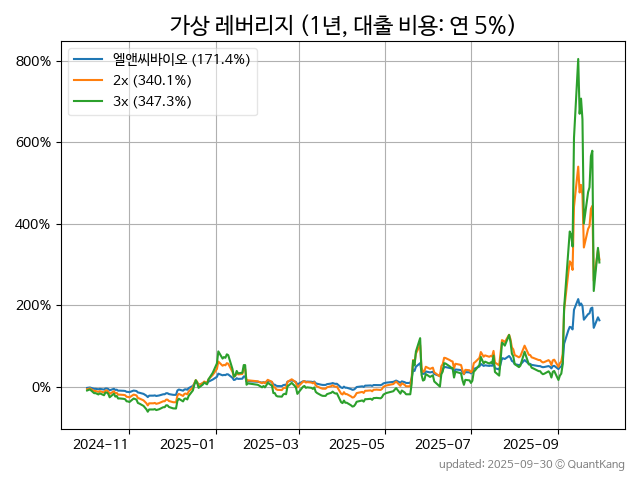 가상 레버리지 (1년, 대출 비용: 연 5%)
엘앤씨바이오 (171.4%)
2x (340.1%)
3x (347.3%)
800%
600%
400%
200%
0%
2024-11 2025-01 2025-03 2025-05 2025-07 2025-09
updated: 2025-09-30 © QuantKang